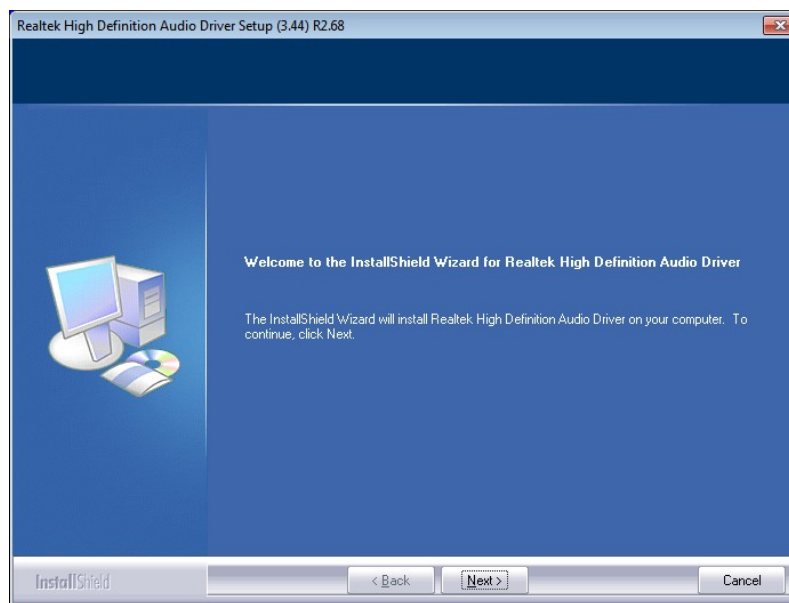 Realtek High Definition Audio Driver Setup (3.44) R2.68
Welcome to the InstallShield Wizard for Realtek High Definition Audio Driver
The InstallShield Wizard will install Realtek High Definition Audio Driver on your computer. To
continue, click Next.
InstallShield
< Back
Next >
Cancel